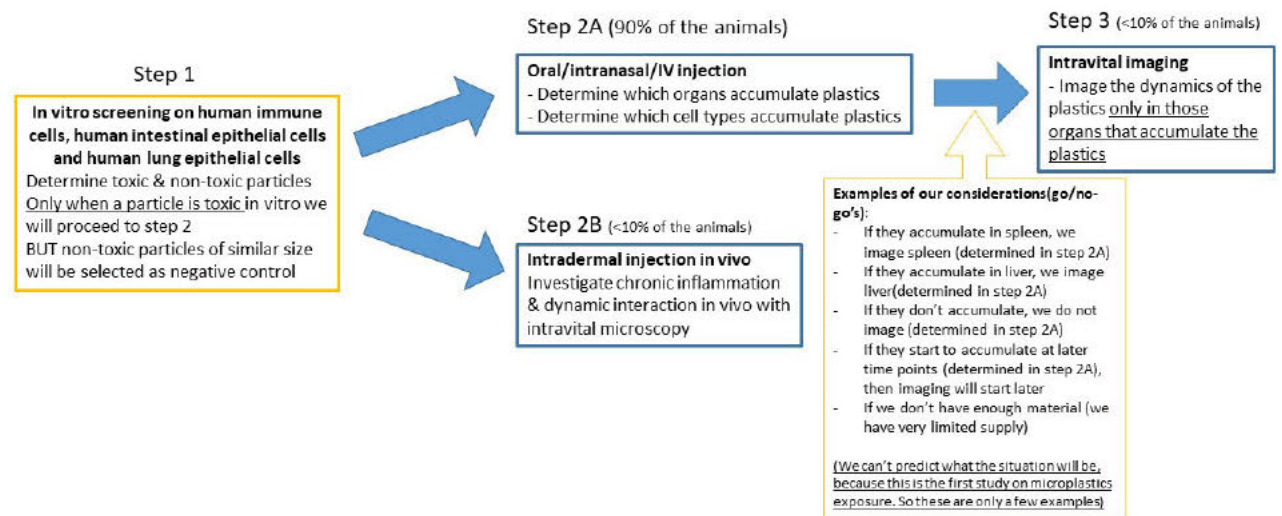 Step 1
In vitro screening on human immune
cells, human intestinal epithelial cells
and human lung epithelial cells
Determine toxic & non-toxic particles
Only when a particle is toxic in vitro we
will proceed to step 2
BUT non-toxic particles of similar size
will be selected as negative control
Step 2A (90% of the animals)
Oral/intranasal/IV injection
- Determine which organs accumulate plastics
- Determine which cell types accumulate plastics
Step 2B (<10% of the animals)
Intradermal injection in vivo
Investigate chronic inflammation
& dynamic interaction in vivo with
intravital microscopy
Step 3 (<10% of the animals)
Intravital imaging
- Image the dynamics of the
plastics only in those
organs that accumulate the
plastics
Examples of our considerations(go/no-
go's):
- If they accumulate in spleen, we
image spleen (determined in step 2A)
- If they accumulate in liver, we image
liver(determined in step 2A)
- If they don't accumulate, we do not
image (determined in step 2A)
- If they start to accumulate at later
time points (determined in step 2A),
then imaging will start later
- If we don't have enough material (we
have very limited supply)
(We can't predict what the situation will be,
because this is the first study on microplastics
exposure. So these are only a few examples)